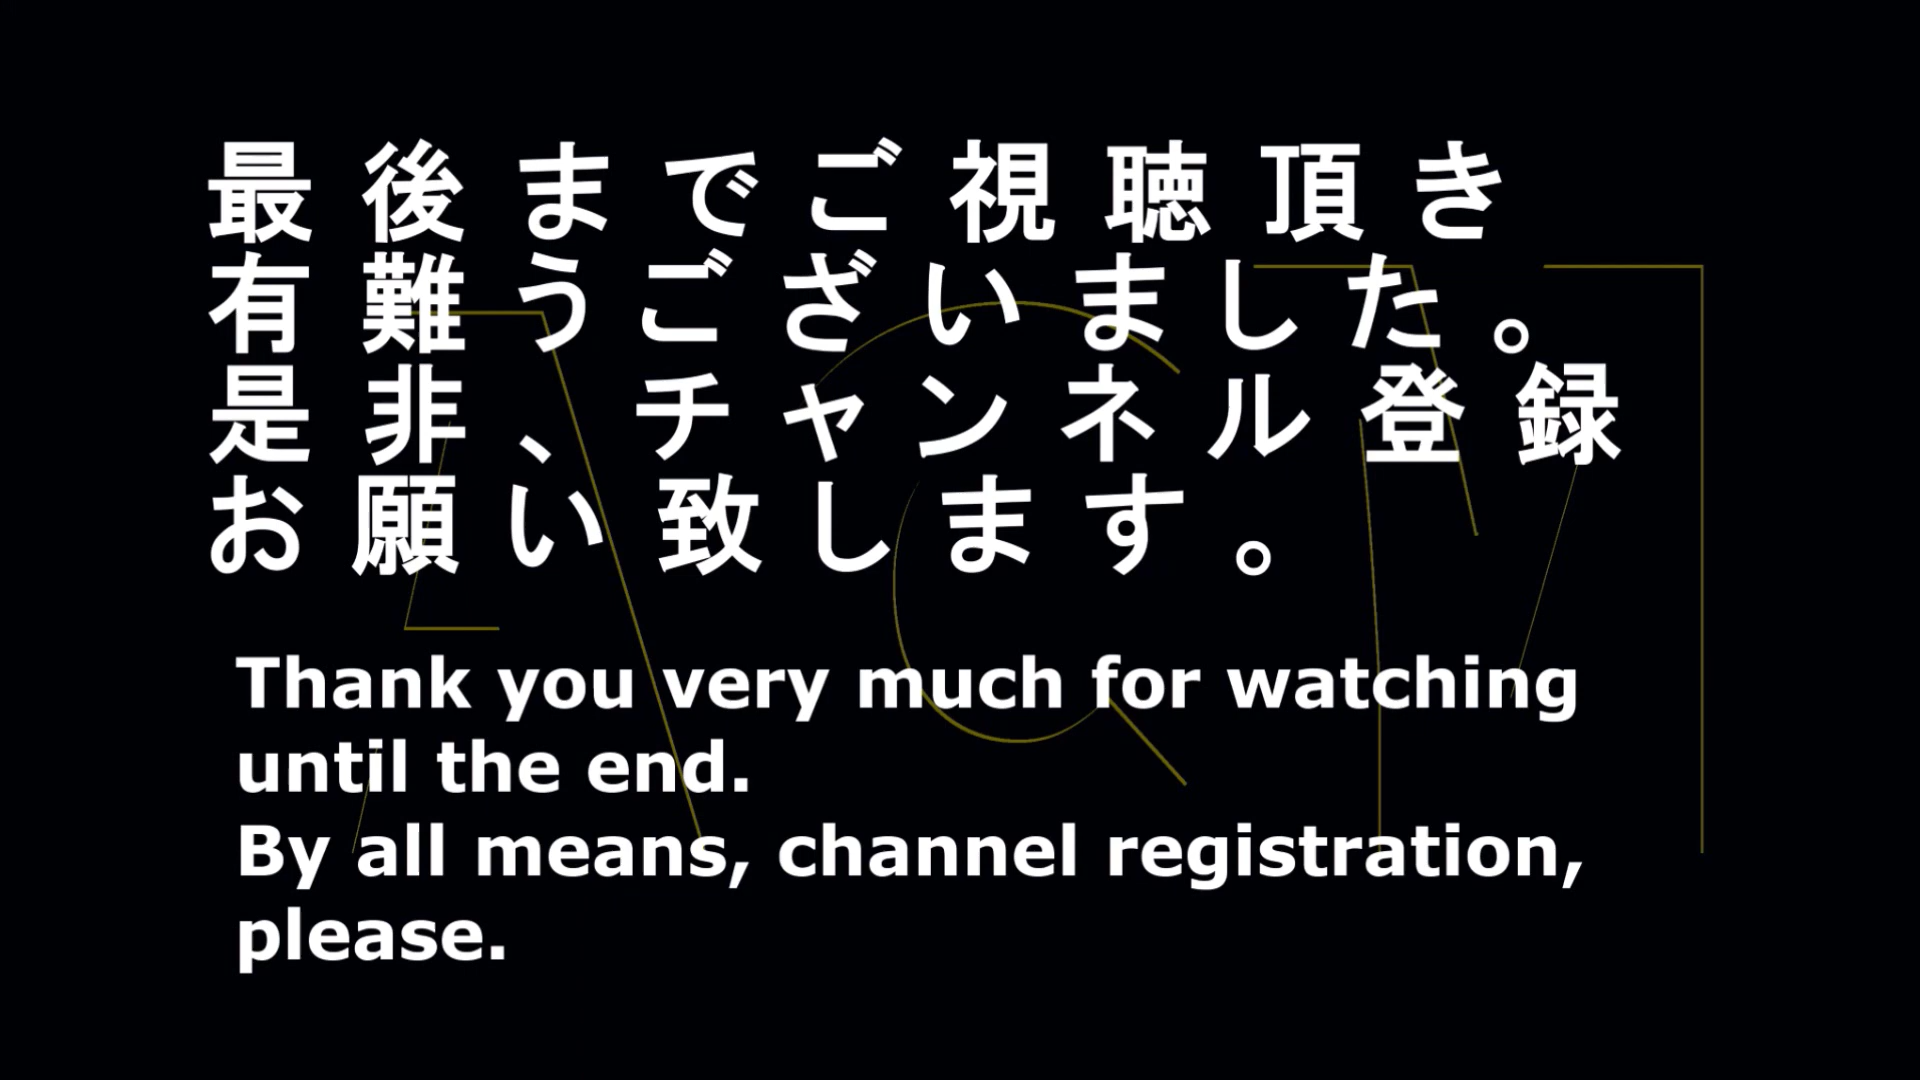 最後までご視聴頂き
有難うございました。
是非、チャンネル登録
お願い致します。
Thank you very much for watching
until the end.
By all means, channel registration,
please.